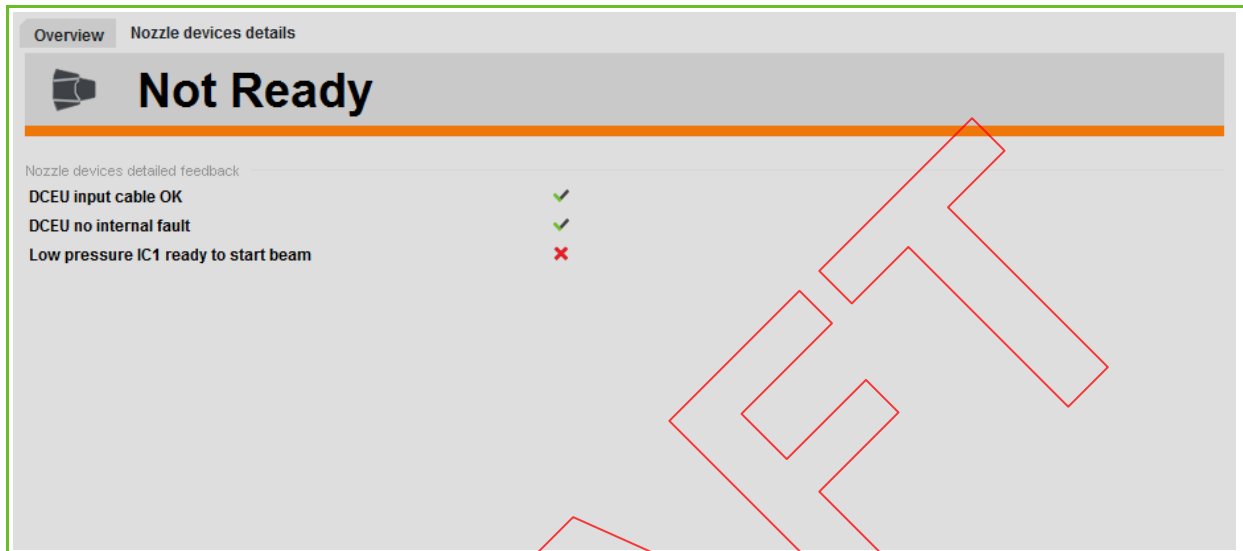 Overview Nozzle devices details
Not Ready
Nozzle devices detailed feedback
DCEU input cable OK
DCEU no internal fault
Low pressure IC1 ready to start beam